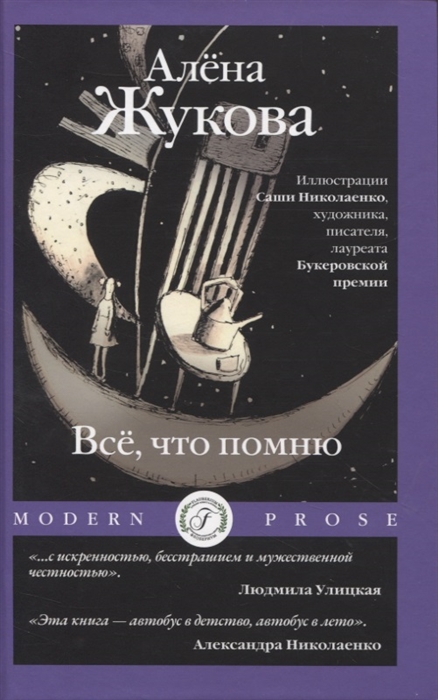 Алёна
Жукова
Иллюстрации
Саши Николаенко,
художника,
писателя,
лауреата
Букеровской
премии
Всё, что помню
MODERN F PROSE
«...с искренностью, бесстрашием и мужественной
честностью».
Людмила Улицкая
«Эта книга — автобус в детство, автобус в лето».
Александра Николаенко